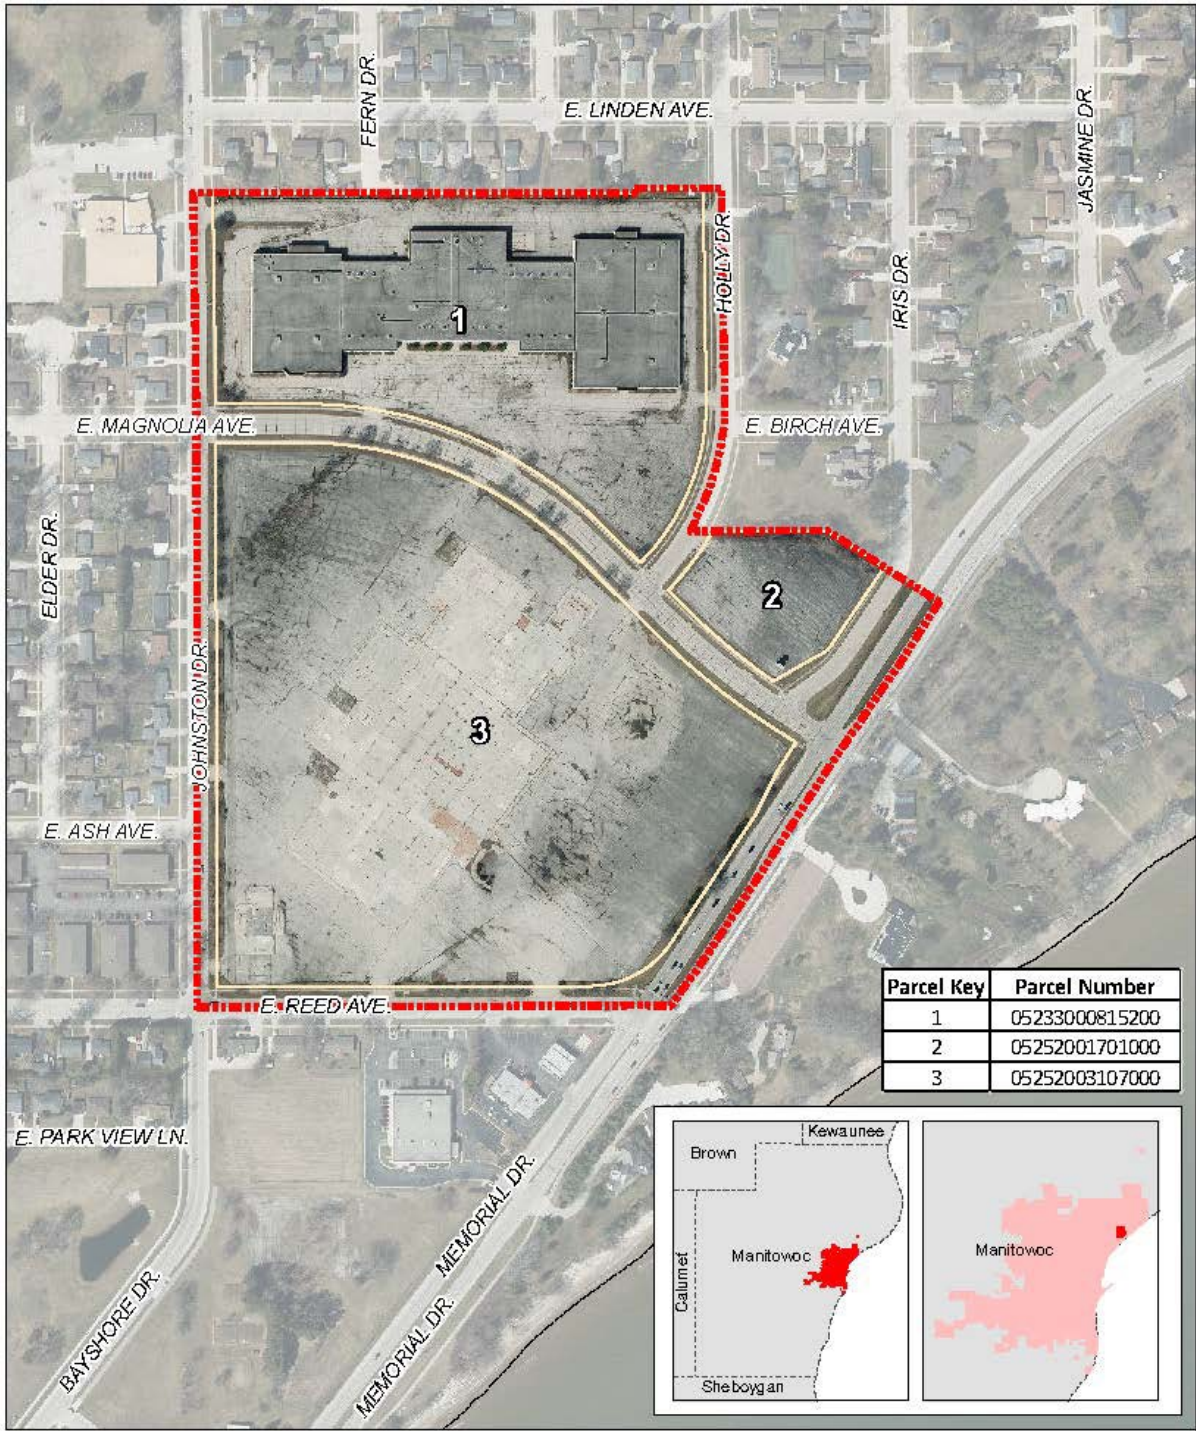 FERN DR.
E. LINDEN AVE.
JASMINE DR.
HOLLY DR.
IRIS DR.
1
E. MAGNOLIA AVE.
E. BIRCH AVE.
ELDER DR.
2
JOHNSTON DR.
3
E. ASH AVE.
E. REED AVE.
Parcel Key Parcel Number
1 05233000815200
2 05252001701000
3 05252003107000
E. PARK VIEW LN.
MEMORIAL DR.
BAYSHORE DR.
MEMORIAL DR.
Kewaunee
Brown
Manitowoc
Calumet
Sheboygan
Manitowoc